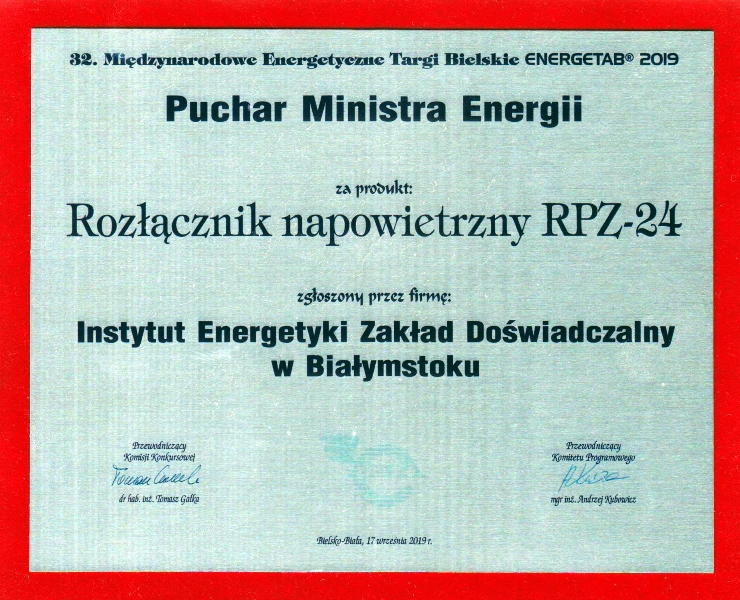 32. Międzynarodowe Energetyczne Targi Bielskie ENERGETAB® 2019
Puchar Ministra Energii
za produkt:
Rozłącznik napowietrzny RPZ-24
zgłoszony przez firmę:
Instytut Energetyki Zakład Doświadczalny
w Białymstoku
Przewodniczący
Komisji Konkursowej
dr hab. inż. Tomasz Gałka
Przewodniczący
Komitetu Programowego
mgr inż. Andrzej Kubowicz
Bielsko-Biała, 17 września 2019 r.